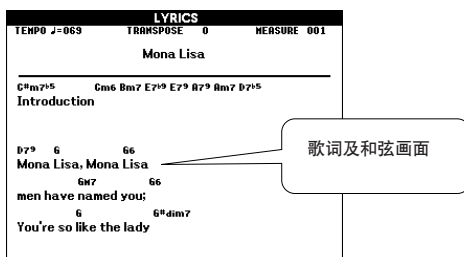 LYRICS
TEMPO ♩=069 TRANSPOSE 0 MEASURE 001
Mona Lisa
C#m7♭5 Cm6 Bm7 E7♭9 E79 A79 Am7 D7♭5
Introduction
D79 G G6
Mona Lisa, Mona Lisa
歌词及和弦画面
GM7 G6
men have named you;
G G#dim7
You're so like the lady